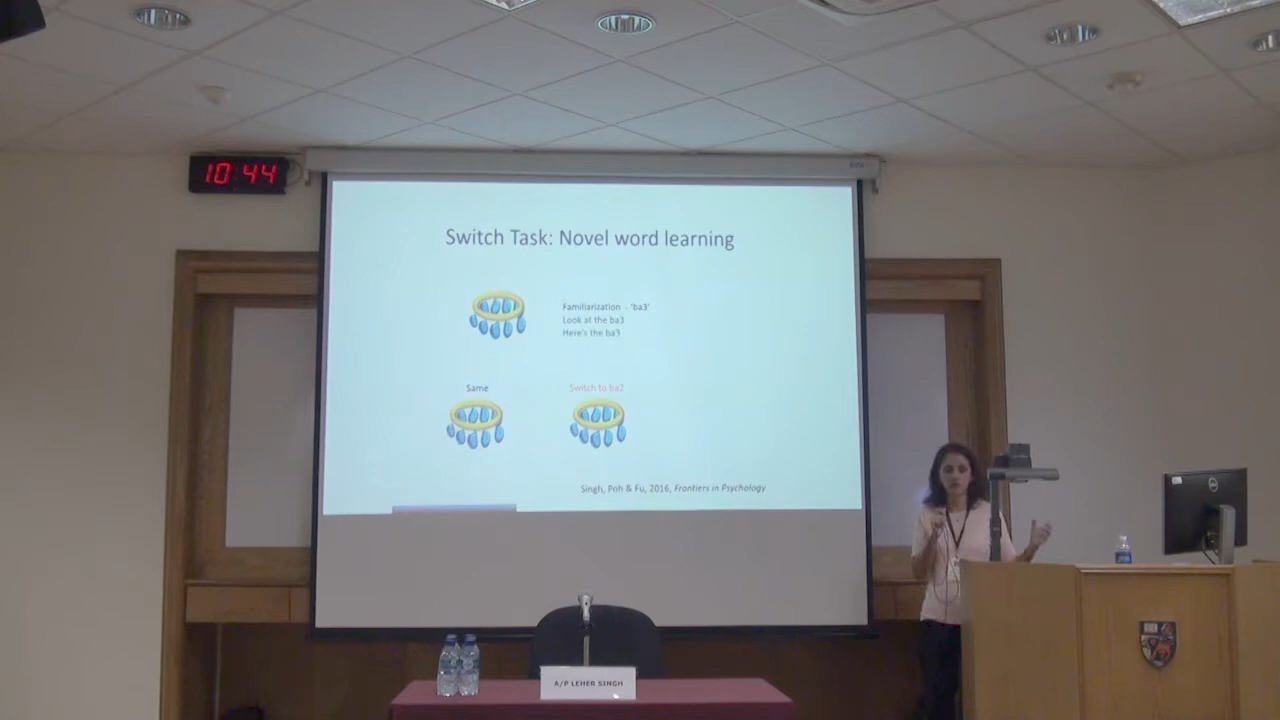 10:44
Switch Task: Novel word learning
Familiarization - 'ba3'
Look at the ba3
Here's the ba3
Same
Switch to ba2
Singh, Poh & Fu, 2016, Frontiers in Psychology
DELL
A/P LEHER SINGH